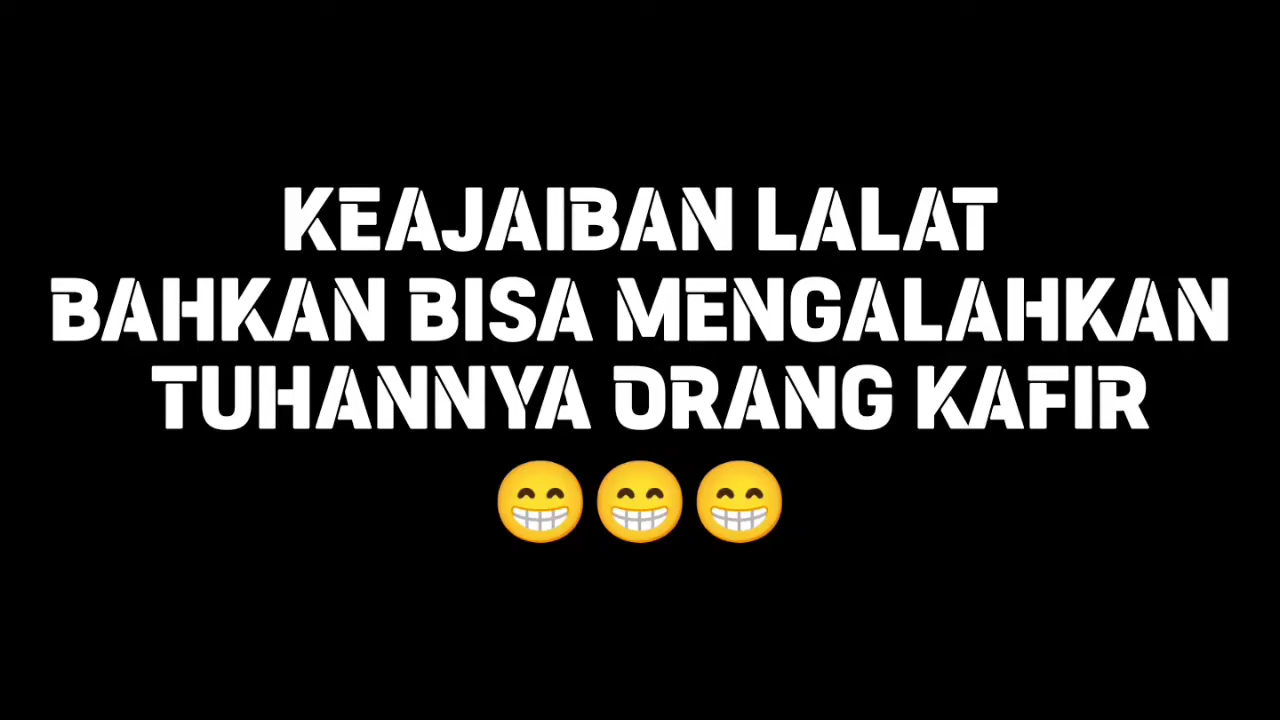 KEAJAIBAN LALAT
BAHKAN BISA MENGALAHKAN
TUHANNYA ORANG KAFIR
😁😁😁